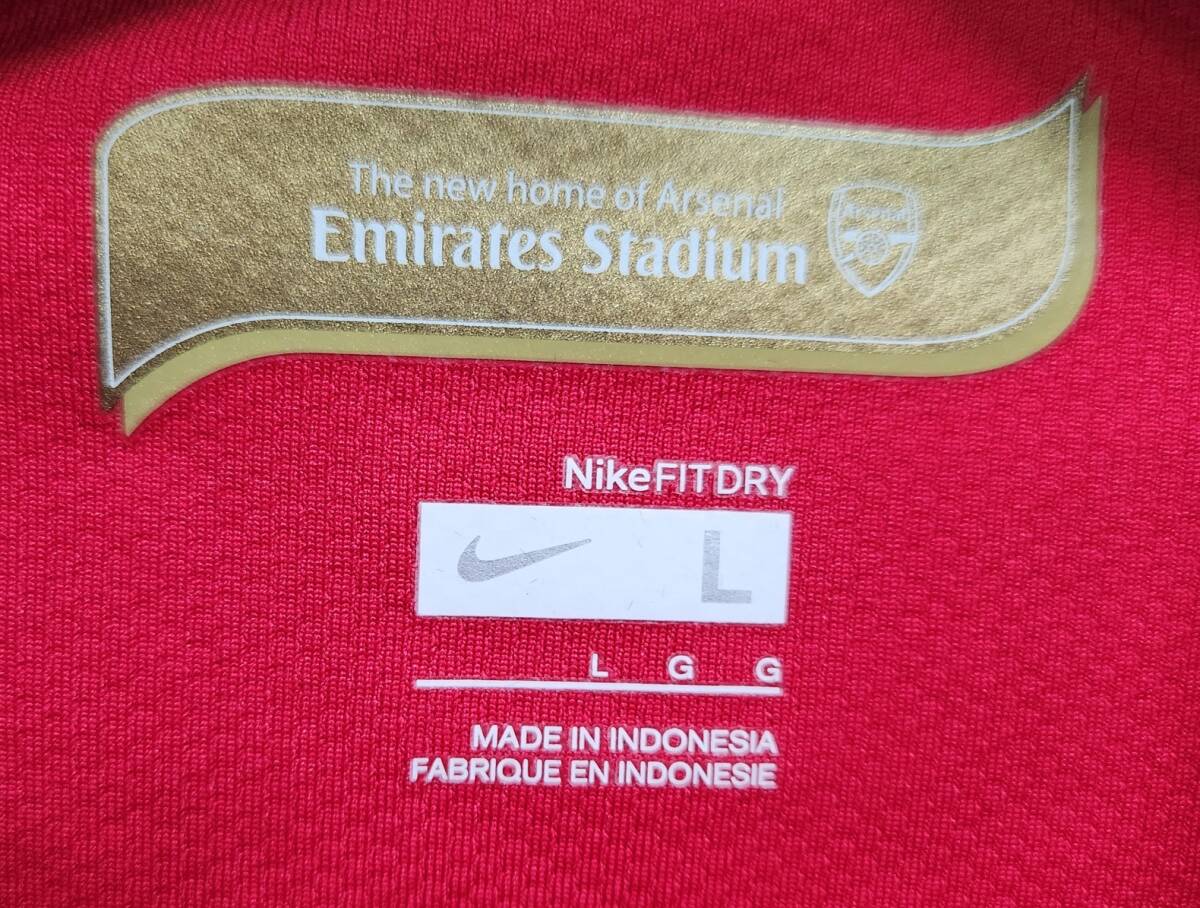 The new home of Arsenal
Emirates Stadium
Arsenal
NikeFITDRY
L
L G G
MADE IN INDONESIA
FABRIQUE EN INDONESIE